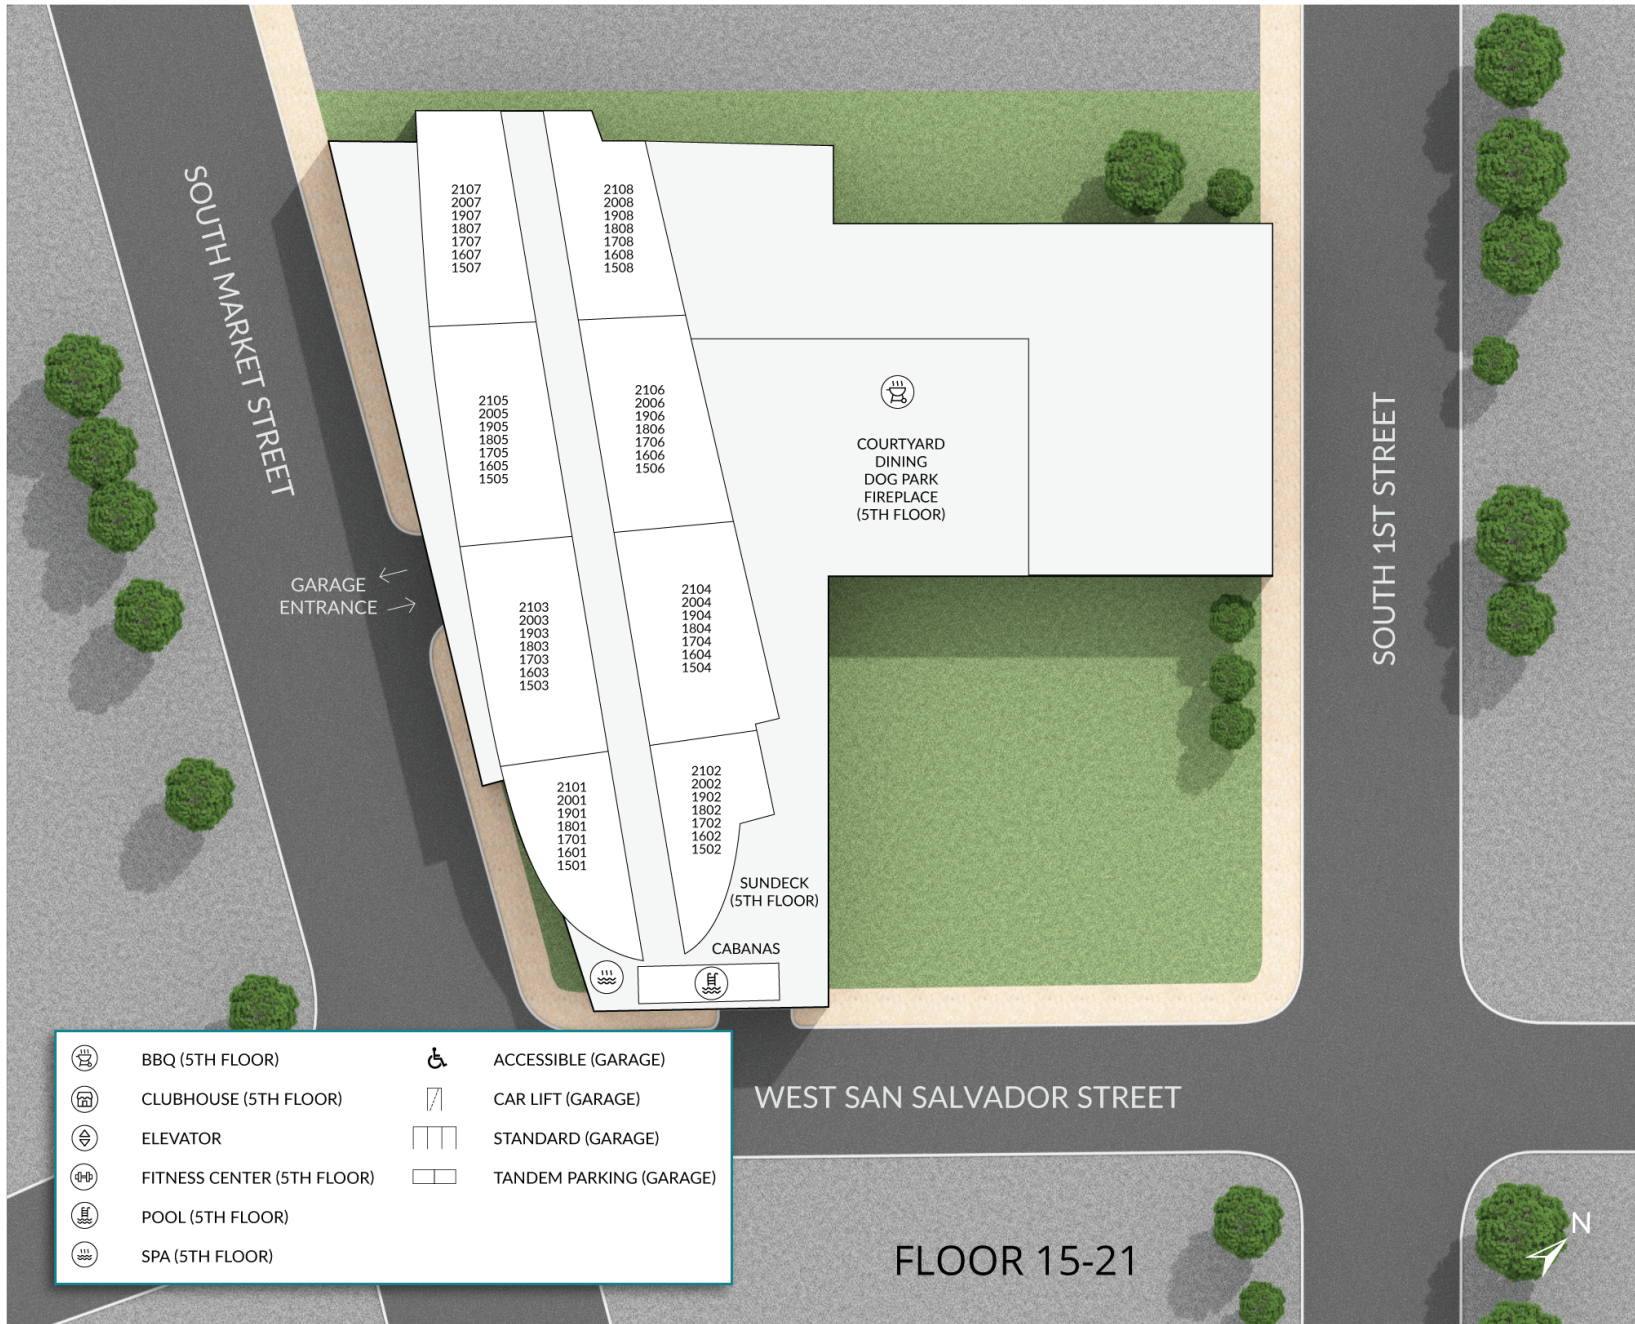 SOUTH MARKET STREET
2107
2007
1907
1807
1707
1607
1507
2108
2008
1908
1808
1708
1608
1508
2105
2005
1905
1805
1705
1605
1505
2106
2006
1906
1806
1706
1606
1506
COURTYARD
DINING
DOG PARK
FIREPLACE
(5TH FLOOR)
SOUTH 1ST STREET
GARAGE
ENTRANCE
2103
2003
1903
1803
1703
1603
1503
2104
2004
1904
1804
1704
1604
1504
2101
2001
1901
1801
1701
1601
1501
2102
2002
1902
1802
1702
1602
1502
SUNDECK
(5TH FLOOR)
CABANAS
WEST SAN SALVADOR STREET
BBQ (5TH FLOOR)
CLUBHOUSE (5TH FLOOR)
ELEVATOR
FITNESS CENTER (5TH FLOOR)
POOL (5TH FLOOR)
SPA (5TH FLOOR)
ACCESSIBLE (GARAGE)
CAR LIFT (GARAGE)
STANDARD (GARAGE)
TANDEM PARKING (GARAGE)
FLOOR 15-21
N